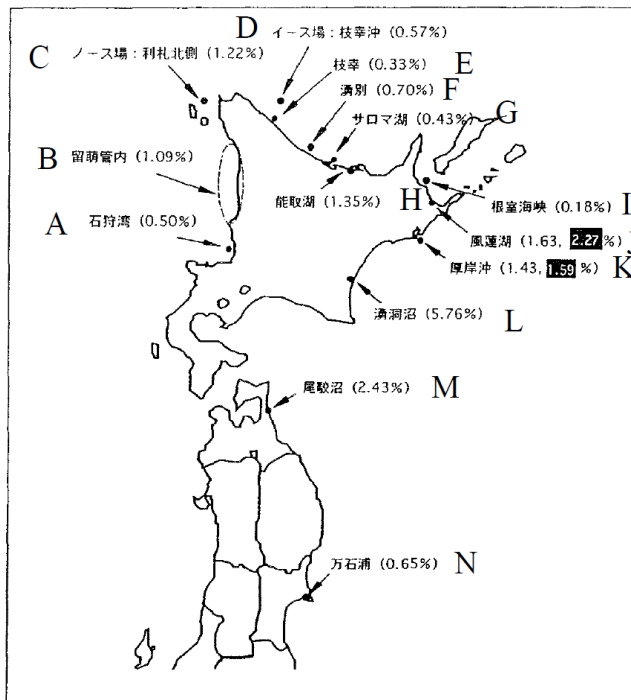 D イース場：枝幸沖（0.57%）
C ノース場：利礼北側（1.22%）
枝幸（0.33%） E
湧別（0.70%） F
サロマ湖（0.43%） G
B 留萌管内（1.09%）
能取湖（1.35%） H
根室海峡（0.18%） I
A 石狩湾（0.50%）
風蓮湖（1.63, 2.27%） J
厚岸沖（1.43, 1.59%） K
湧洞沼（5.76%） L
尾駮沼（2.43%） M
万石浦（0.65%） N